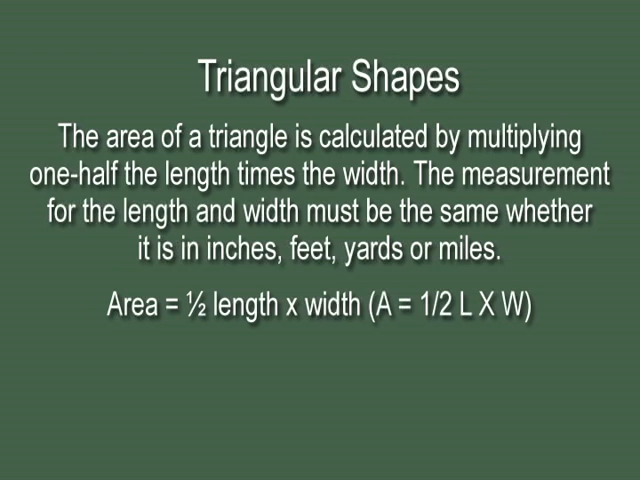 Triangular Shapes
The area of a triangle is calculated by multiplying
one-half the length times the width. The measurement
for the length and width must be the same whether
it is in inches, feet, yards or miles.
Area = ½ length x width (A = 1/2 L X W)